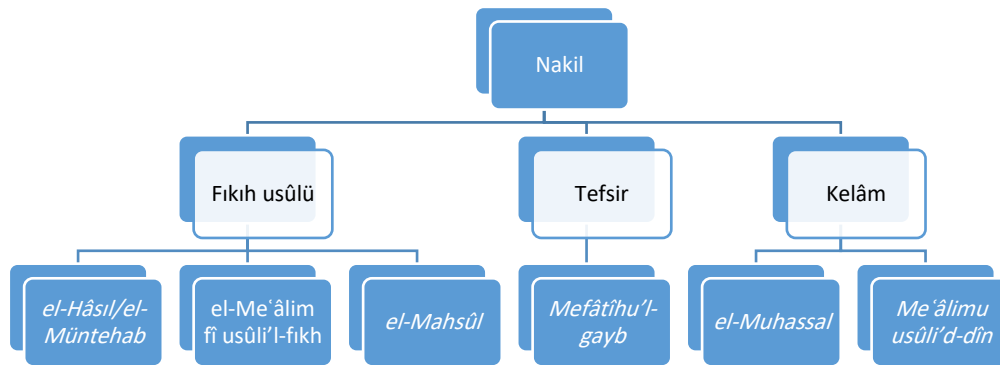 Nakil
Fıkıh usûlü
Tefsir
Kelâm
el-Hâsıl/el-
Müntehab
el-Meʿâlim
fî usûli’l-fıkh
el-Mahsûl
Mefâtîhu’l-
gayb
el-Muhassal
Meʿâlimu
usûli’d-dîn